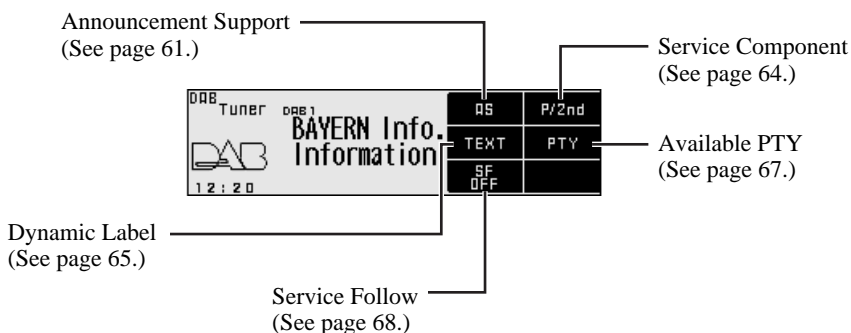 Announcement Support
(See page 61.)
Service Component
(See page 64.)
DAB Tuner DAB1
BAYERN Info.
Information
DAB
12:20
AS P/2nd
TEXT PTY
SF
OFF
Available PTY
(See page 67.)
Dynamic Label
(See page 65.)
Service Follow
(See page 68.)